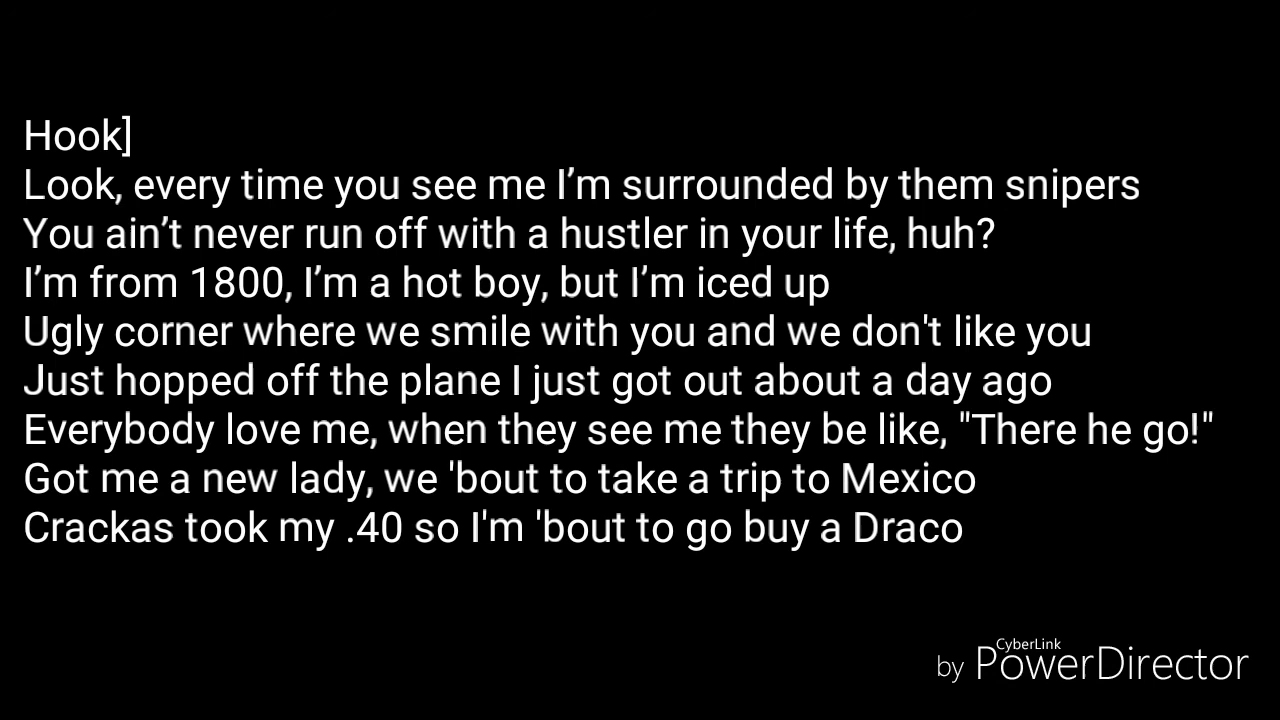 Hook]
Look, every time you see me I’m surrounded by them snipers
You ain’t never run off with a hustler in your life, huh?
I’m from 1800, I’m a hot boy, but I’m iced up
Ugly corner where we smile with you and we don't like you
Just hopped off the plane I just got out about a day ago
Everybody love me, when they see me they be like, "There he go!"
Got me a new lady, we 'bout to take a trip to Mexico
Crackas took my .40 so I'm 'bout to go buy a Draco
CyberLink
by PowerDirector